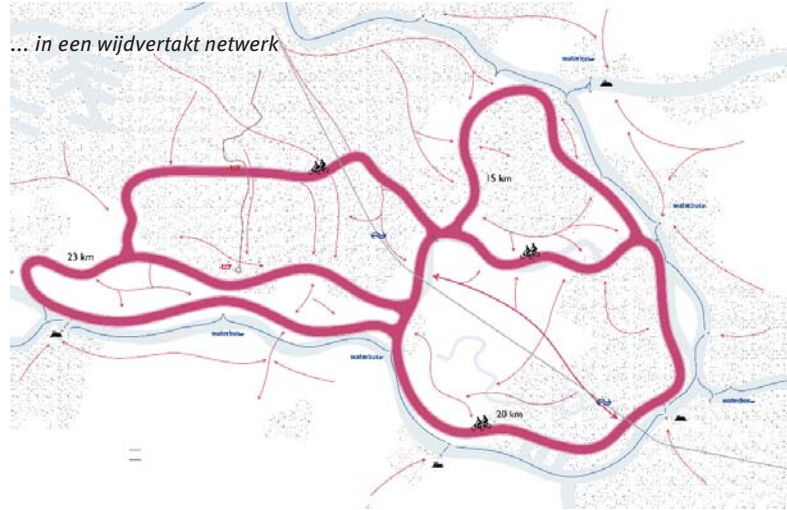 ... in een wijdvertakt netwerk
waterbus
15 km
waterbus
23 km
waterbus
waterbus
waterbus
20 km